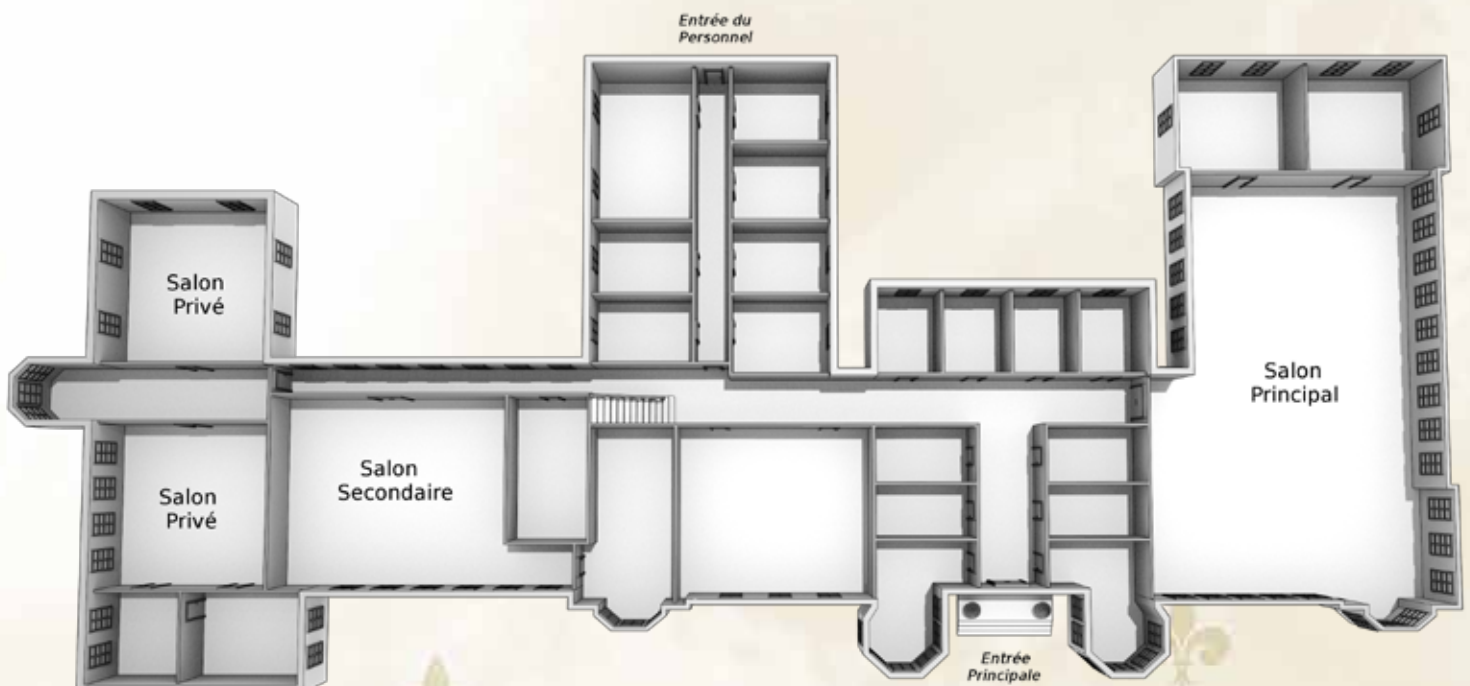 Entrée du
Personnel
Salon
Privé
Salon
Principal
Salon
Secondaire
Salon
Privé
Entrée
Principale